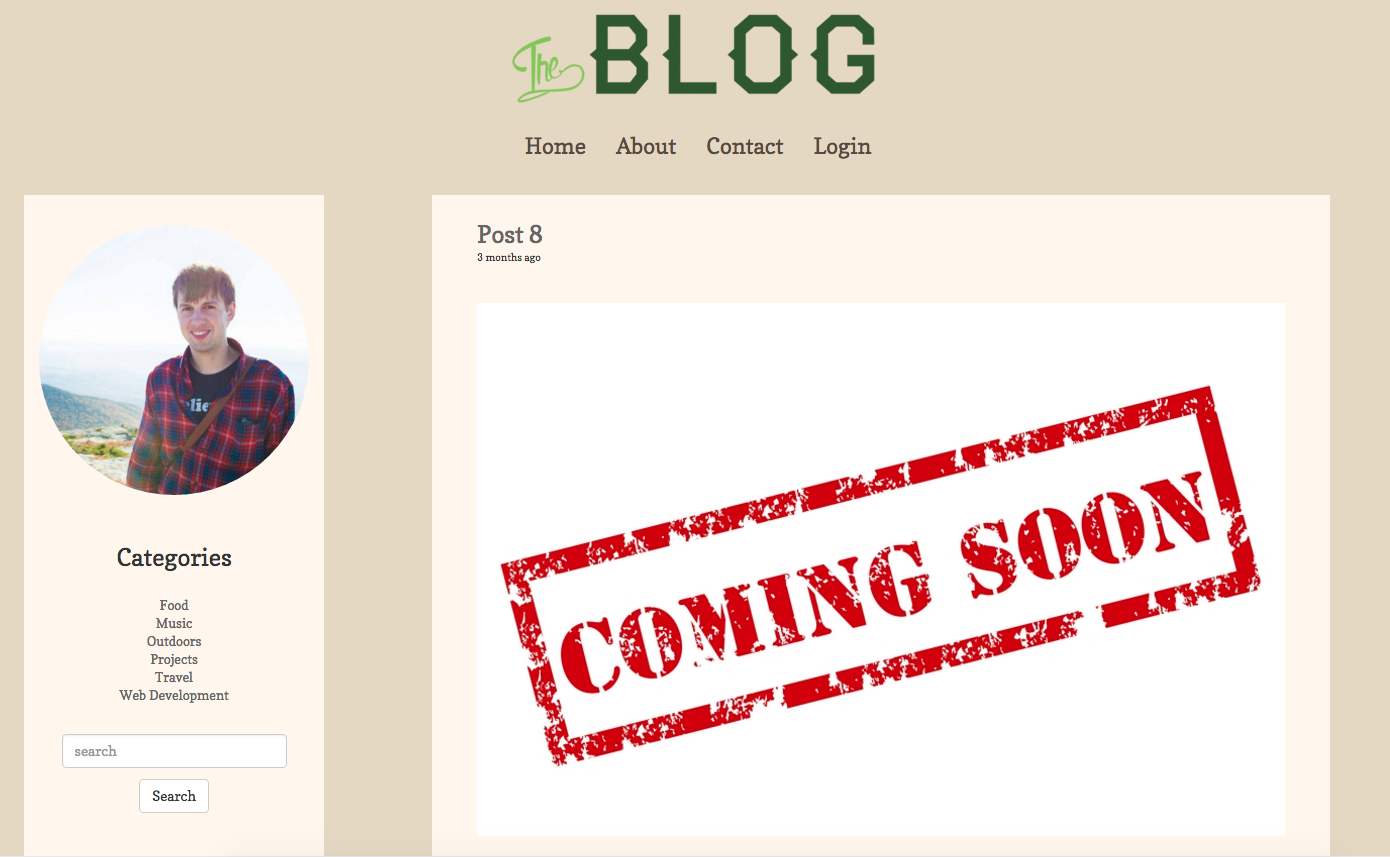 The BLOG
Home About Contact Login
Post 8
3 months ago
COMING SOON
Categories
Food
Music
Outdoors
Projects
Travel
Web Development
search
Search